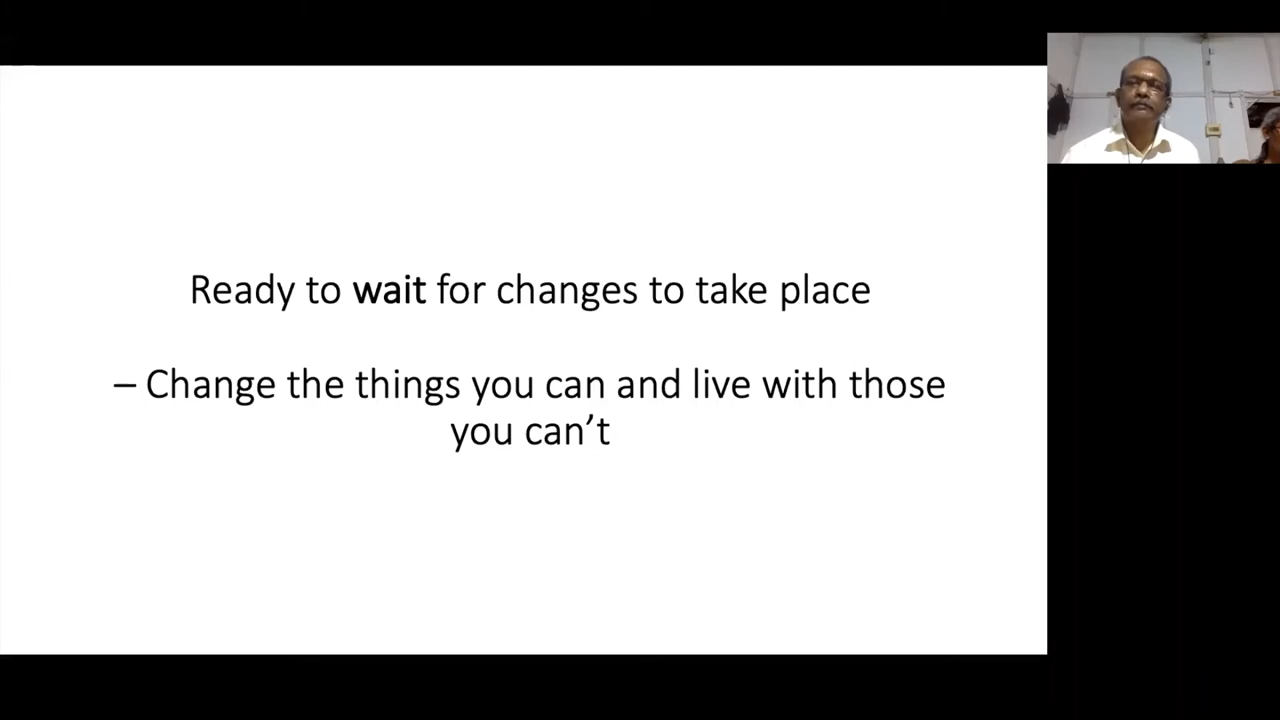 Ready to wait for changes to take place
– Change the things you can and live with those
you can’t